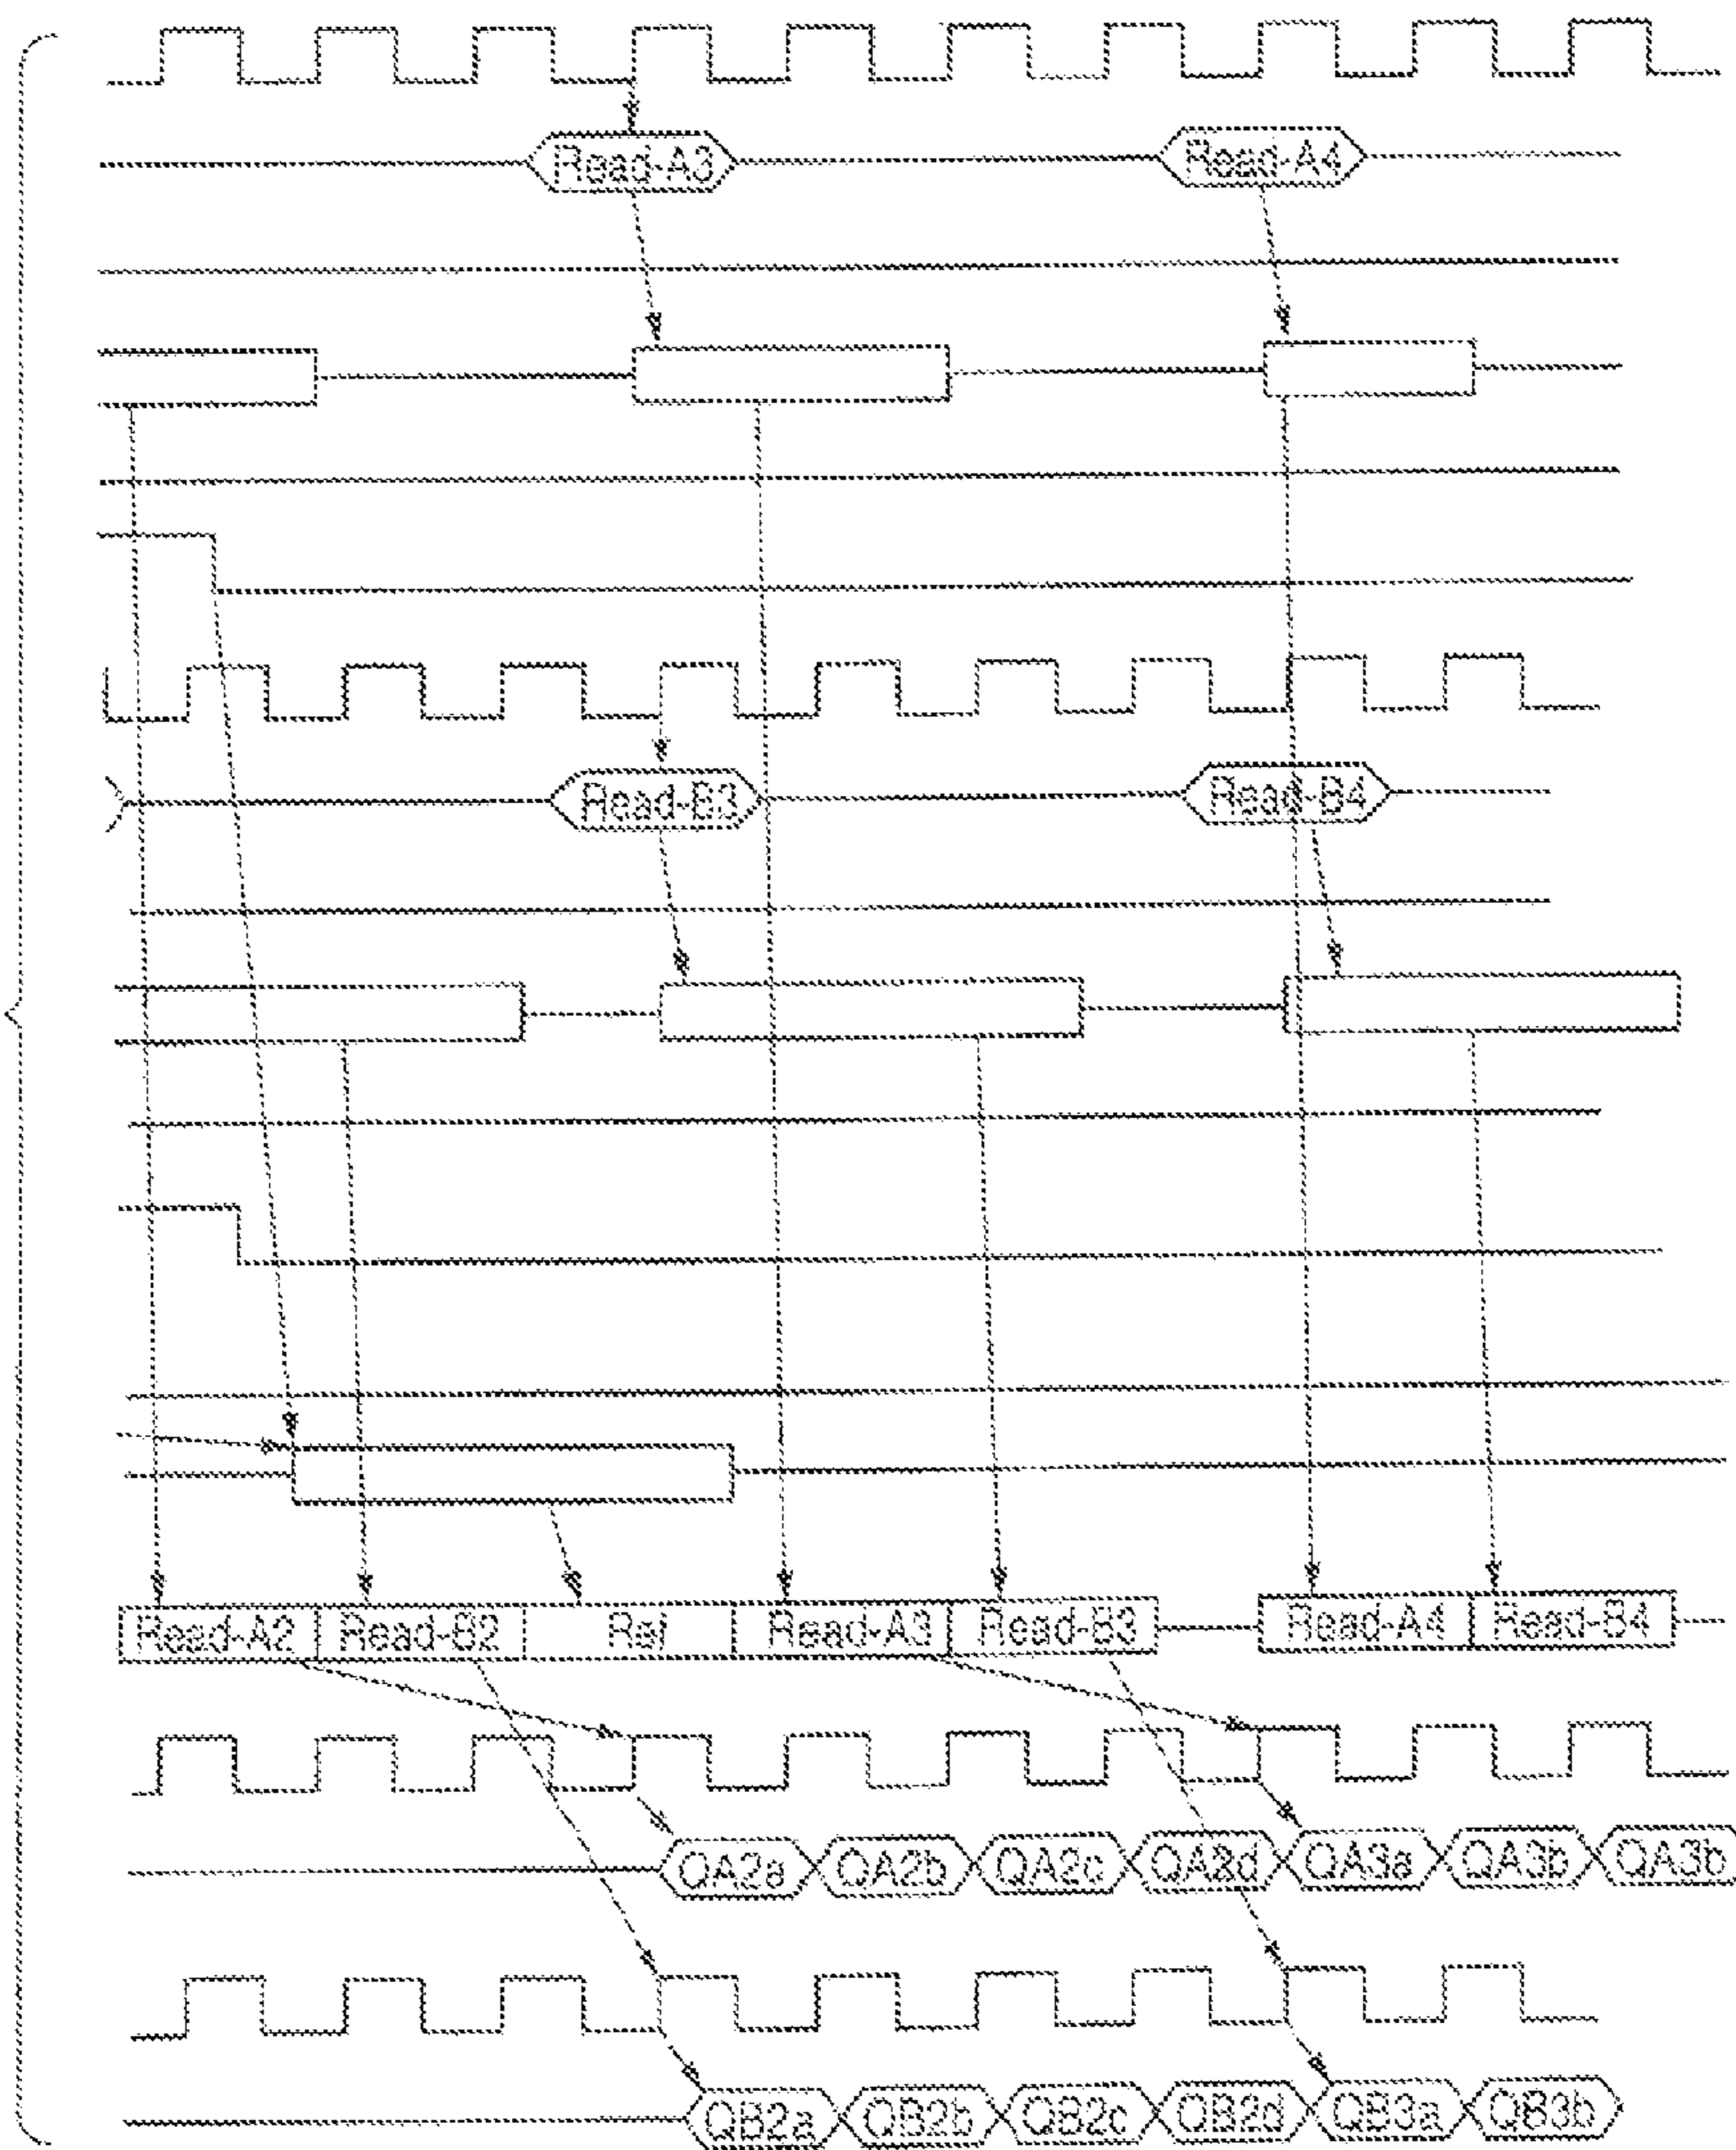 Read-A3 Read-A4
Read-B3 Read-B4
Read-A2 Read-B2 Ref Read-A3 Read-B3 Read-A4 Read-B4
QA2a QA2b QA2c QA2d QA3a QA3b QA3b
QB2a QB2b QB2c QB2d QB3a QB3b